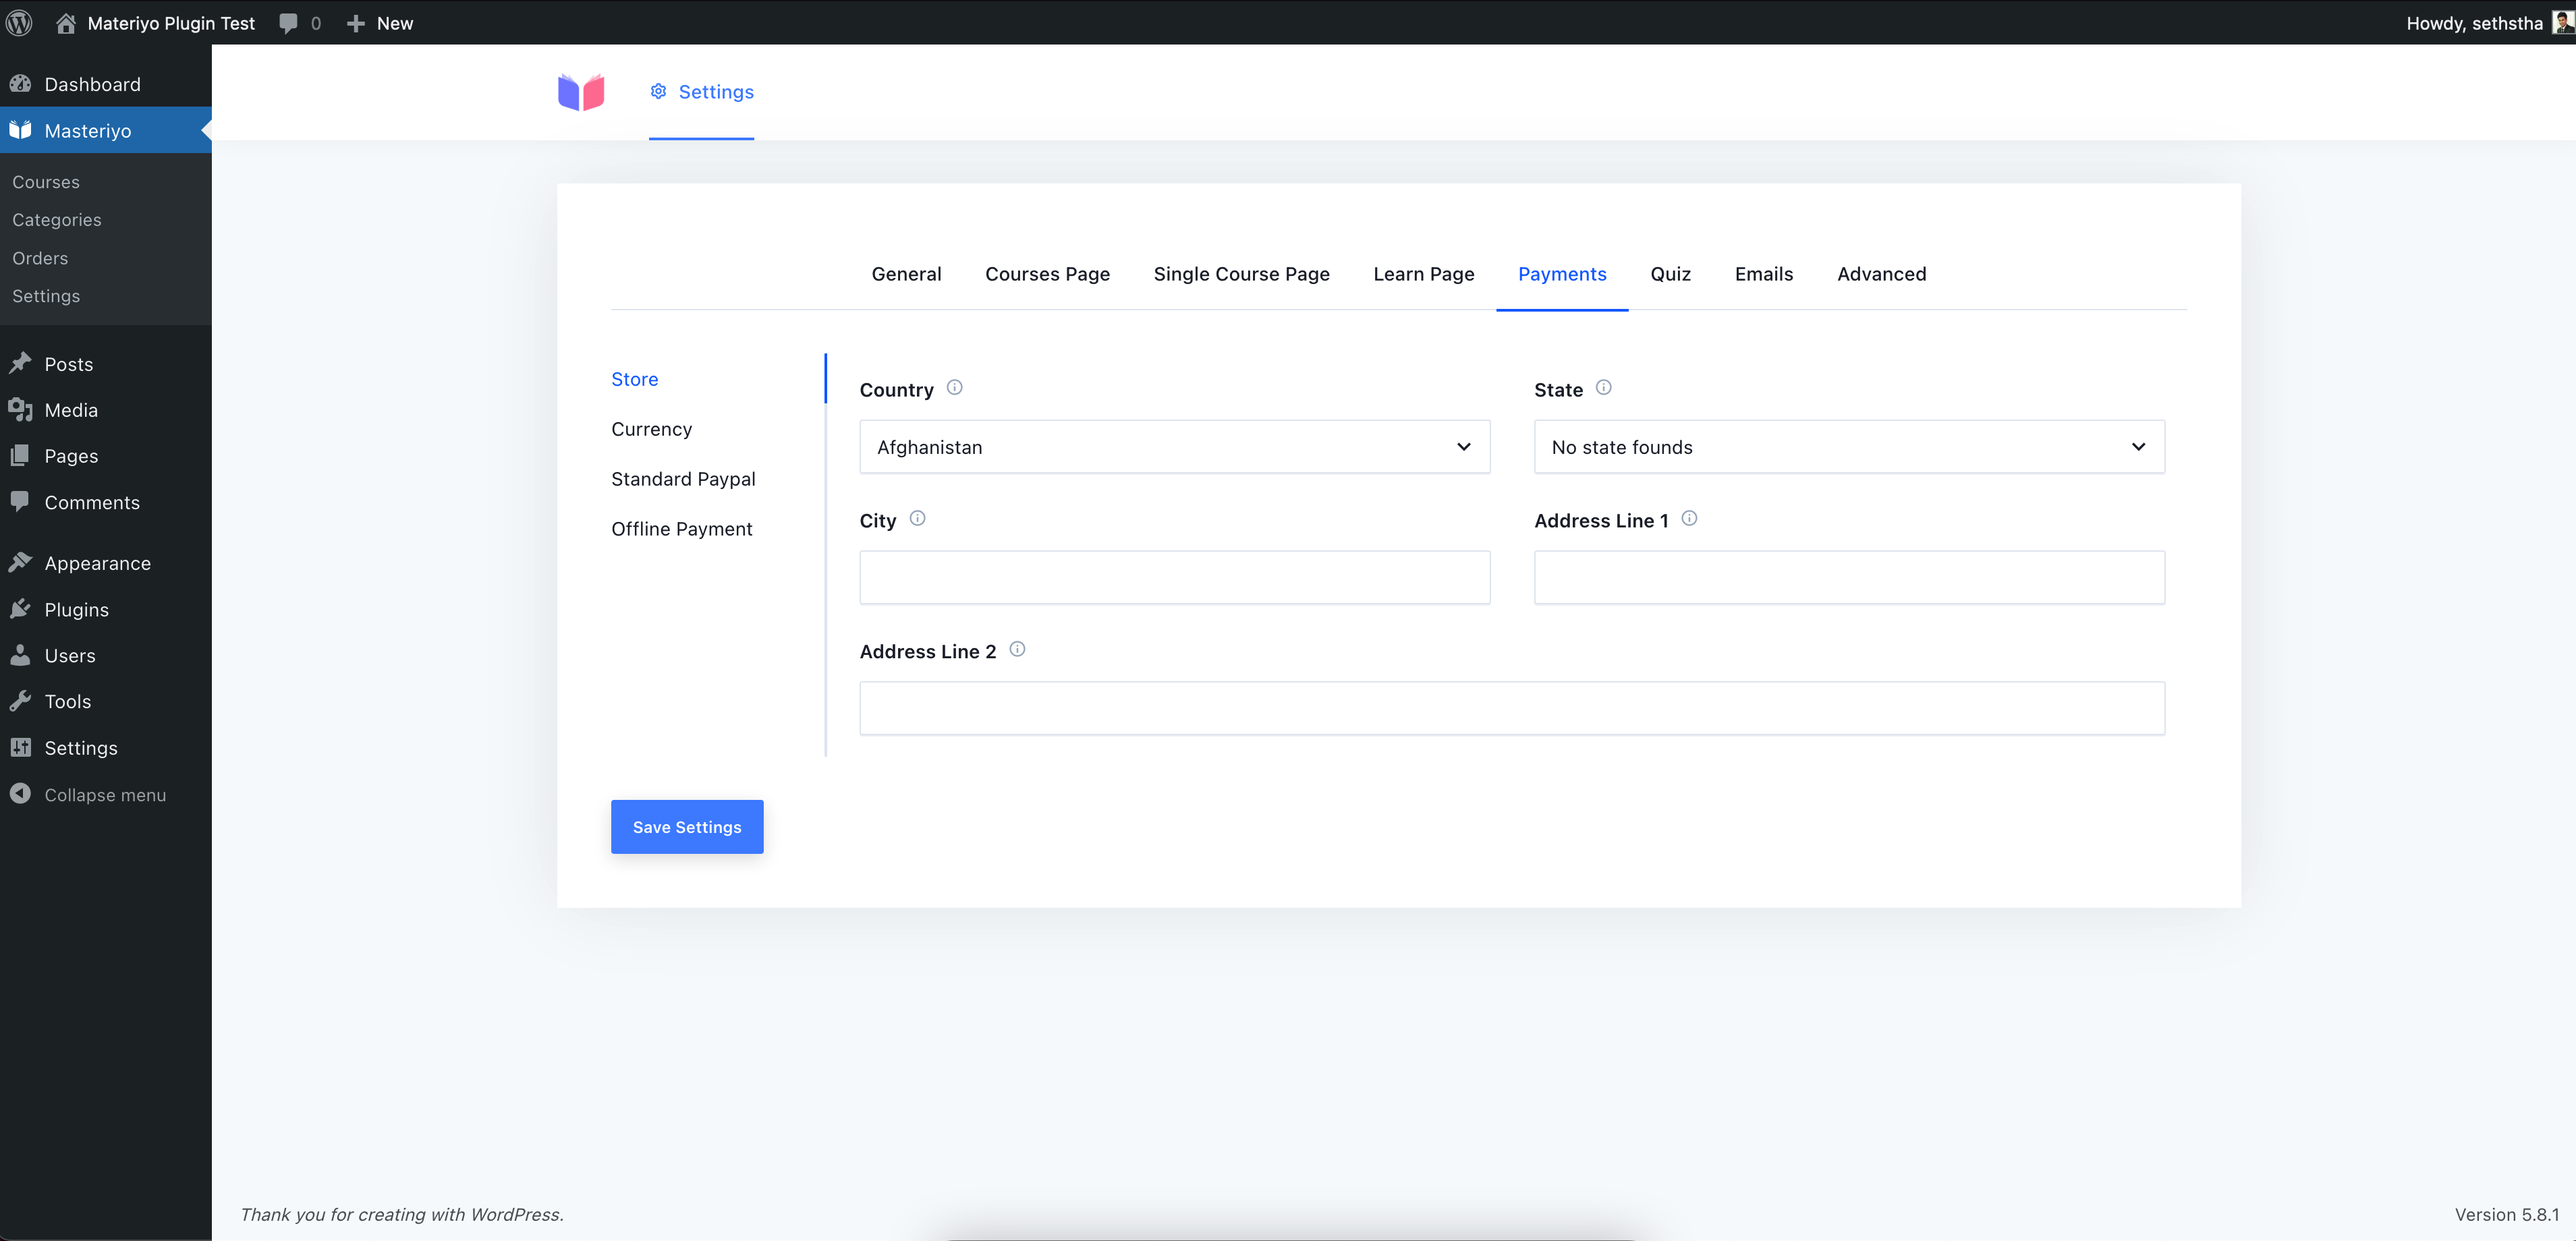 Materiyo Plugin Test 0 New Howdy, sethstha
Dashboard
Masteriyo
Courses
Categories
Orders
Settings
Posts
Media
Pages
Comments
Appearance
Plugins
Users
Tools
Settings
Collapse menu
Settings
General Courses Page Single Course Page Learn Page Payments Quiz Emails Advanced
Store
Currency
Standard Paypal
Offline Payment
Country
Afghanistan
State
No state founds
City
Address Line 1
Address Line 2
Save Settings
Thank you for creating with WordPress.
Version 5.8.1